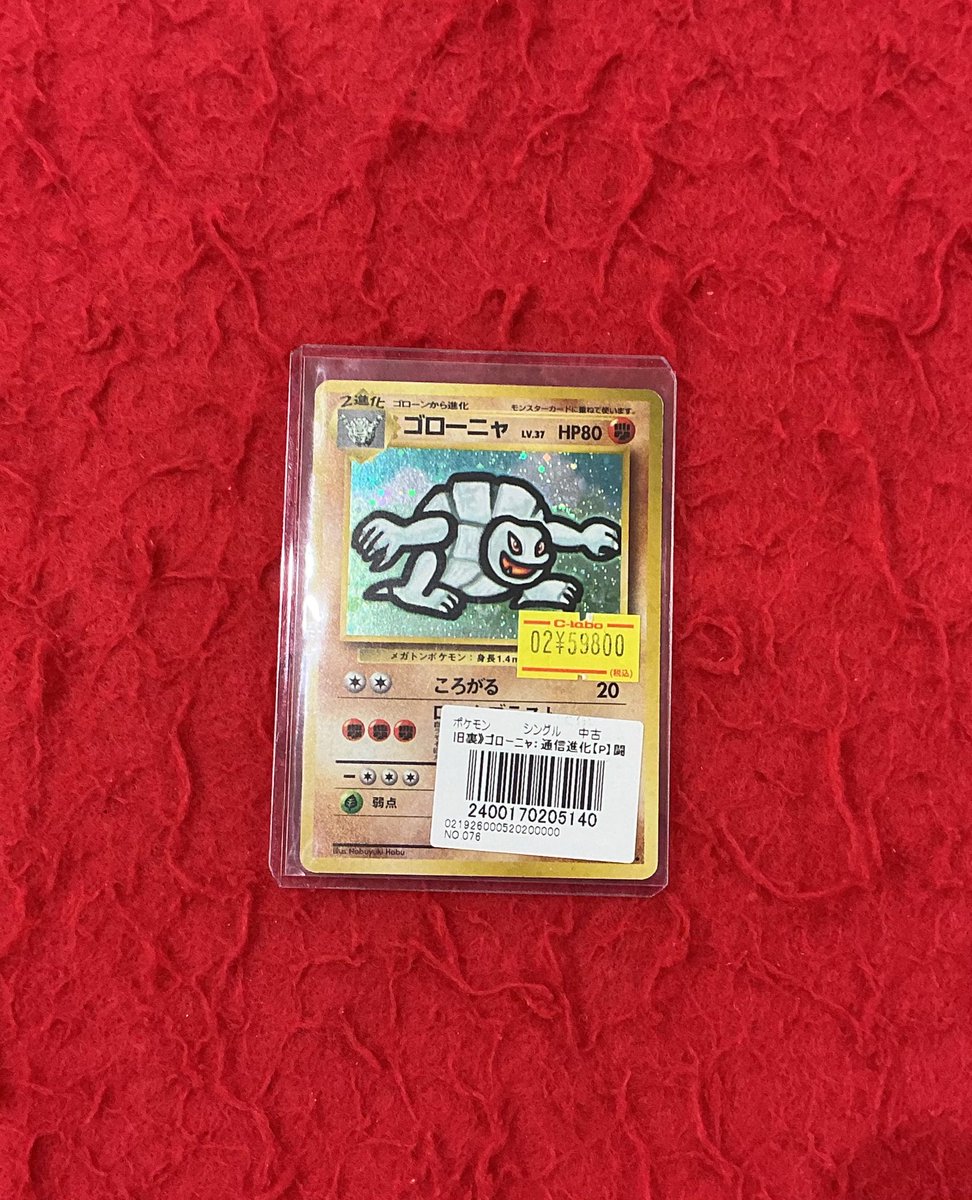 2進化 ゴローンから進化 モンスターカードに重ねて使います。
ゴローニャ LV.37 HP80
C-labo
02¥59800
(税込)
メガトンポケモン：身長1.4m
ころがる 20
ポケモン シングル 中古
旧裏》ゴローニャ：通信進化【P】闘
2400170205140
021926000520200000
NO 076
弱点
Illus. Nobuyuki Habu